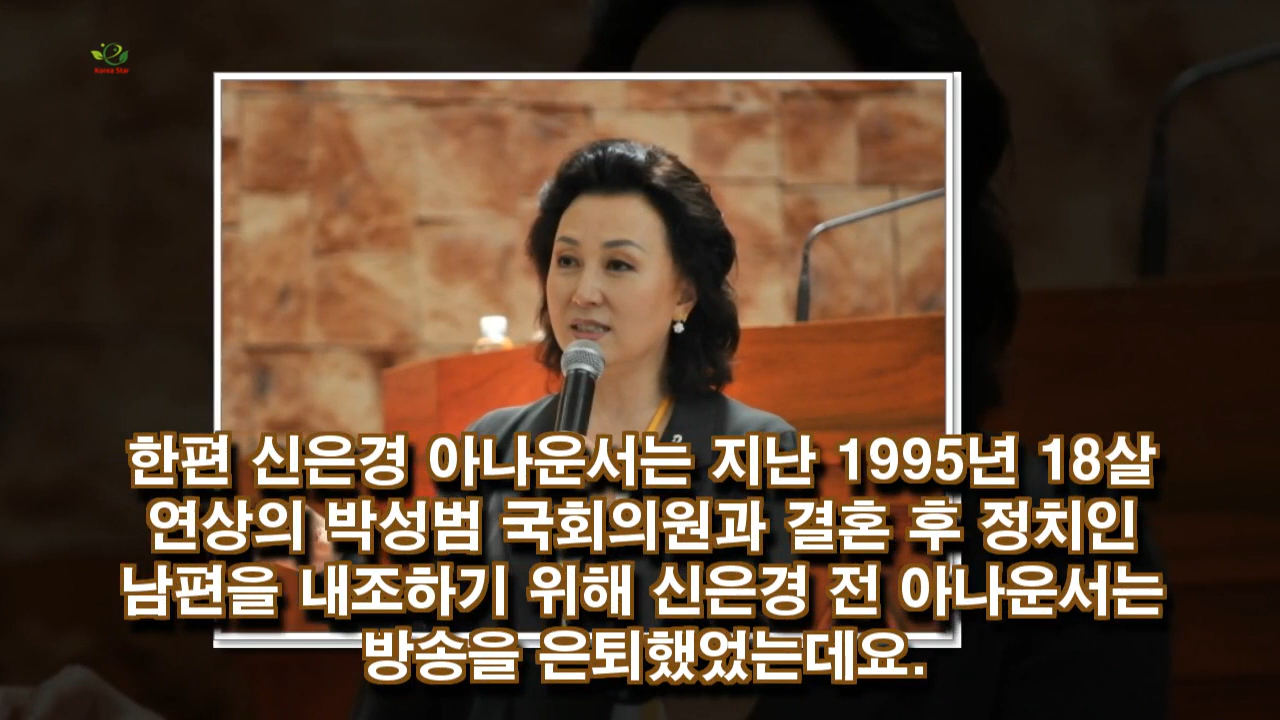 Korea Star
한편 신은경 아나운서는 지난 1995년 18살
연상의 박성범 국회의원과 결혼 후 정치인
남편을 내조하기 위해 신은경 전 아나운서는
방송을 은퇴했었는데요.